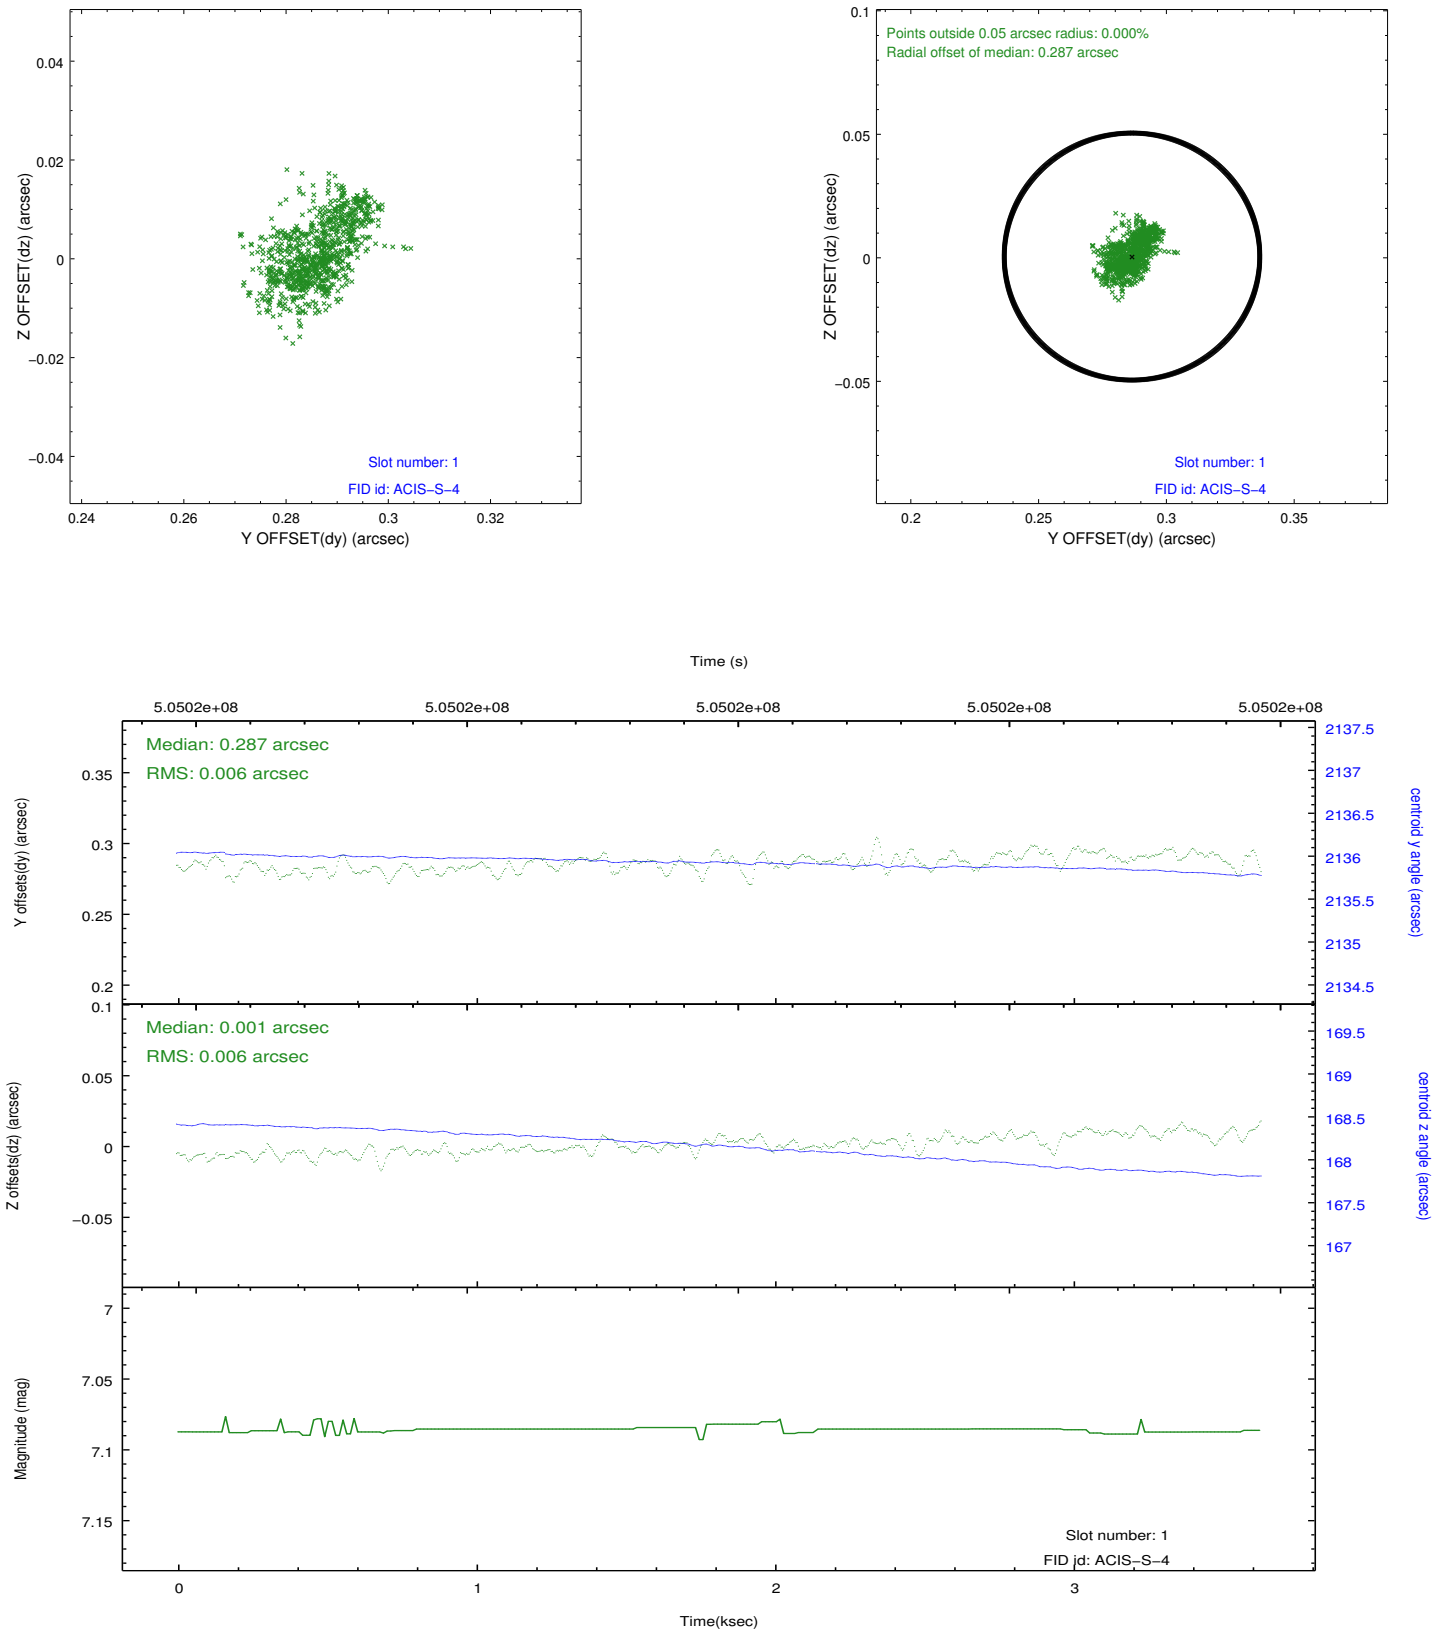 0.04
0.02
0
−0.02
−0.04
Z OFFSET(dz) (arcsec)
Slot number: 1
FID id: ACIS−S−4
0.24
0.26
0.28
0.3
0.32
Y OFFSET(dy) (arcsec)
0.1
0.05
0
−0.05
Z OFFSET(dz) (arcsec)
Points outside 0.05 arcsec radius: 0.000%
Radial offset of median: 0.287 arcsec
Slot number: 1
FID id: ACIS−S−4
0.2
0.25
0.3
0.35
Y OFFSET(dy) (arcsec)
Time (s)
5.0502e+08
5.0502e+08
5.0502e+08
5.0502e+08
5.0502e+08
Median: 0.287 arcsec
RMS: 0.006 arcsec
0.35
0.3
0.25
0.2
Y offsets(dy) (arcsec)
2137.5
2137
2136.5
2136
2135.5
2135
2134.5
centroid y angle (arcsec)
Median: 0.001 arcsec
RMS: 0.006 arcsec
0.1
0.05
0
−0.05
Z offsets(dz) (arcsec)
169.5
169
168.5
168
167.5
167
centroid z angle (arcsec)
7
7.05
7.1
7.15
Magnitude (mag)
Slot number: 1
FID id: ACIS−S−4
0
1
2
3
Time(ksec)